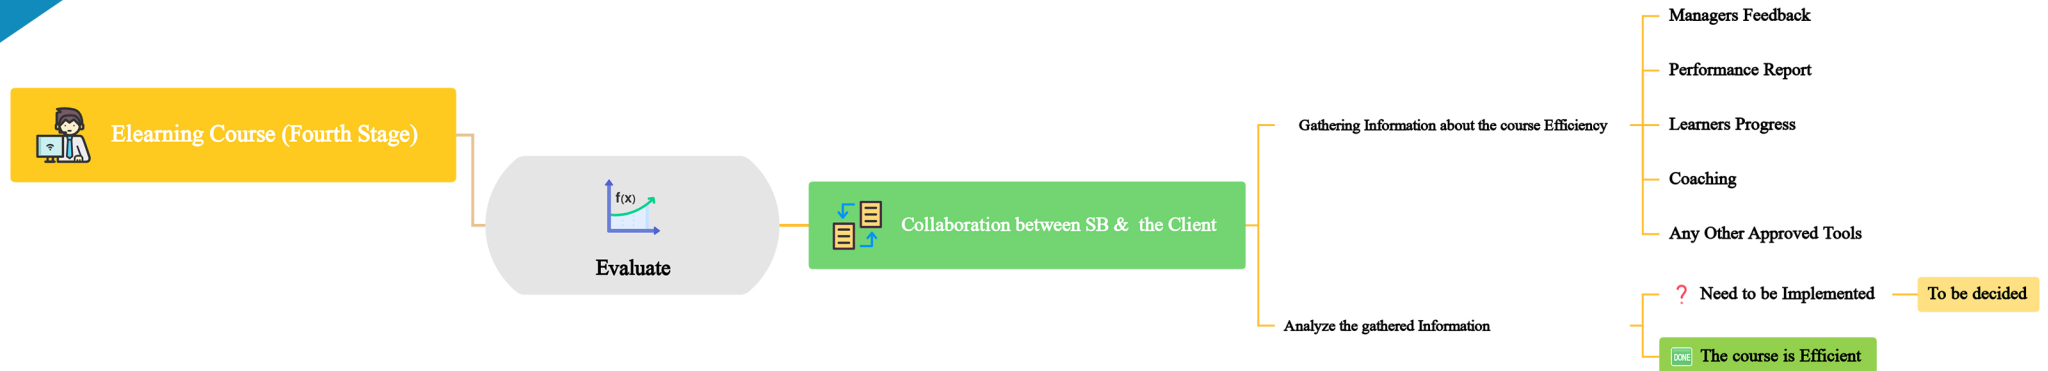 Elearning Course (Fourth Stage)
f(x)
Evaluate
Collaboration between SB & the Client
Gathering Information about the course Efficiency
Managers Feedback
Performance Report
Learners Progress
Coaching
Any Other Approved Tools
Analyze the gathered Information
❓ Need to be Implemented
To be decided
DONE The course is Efficient